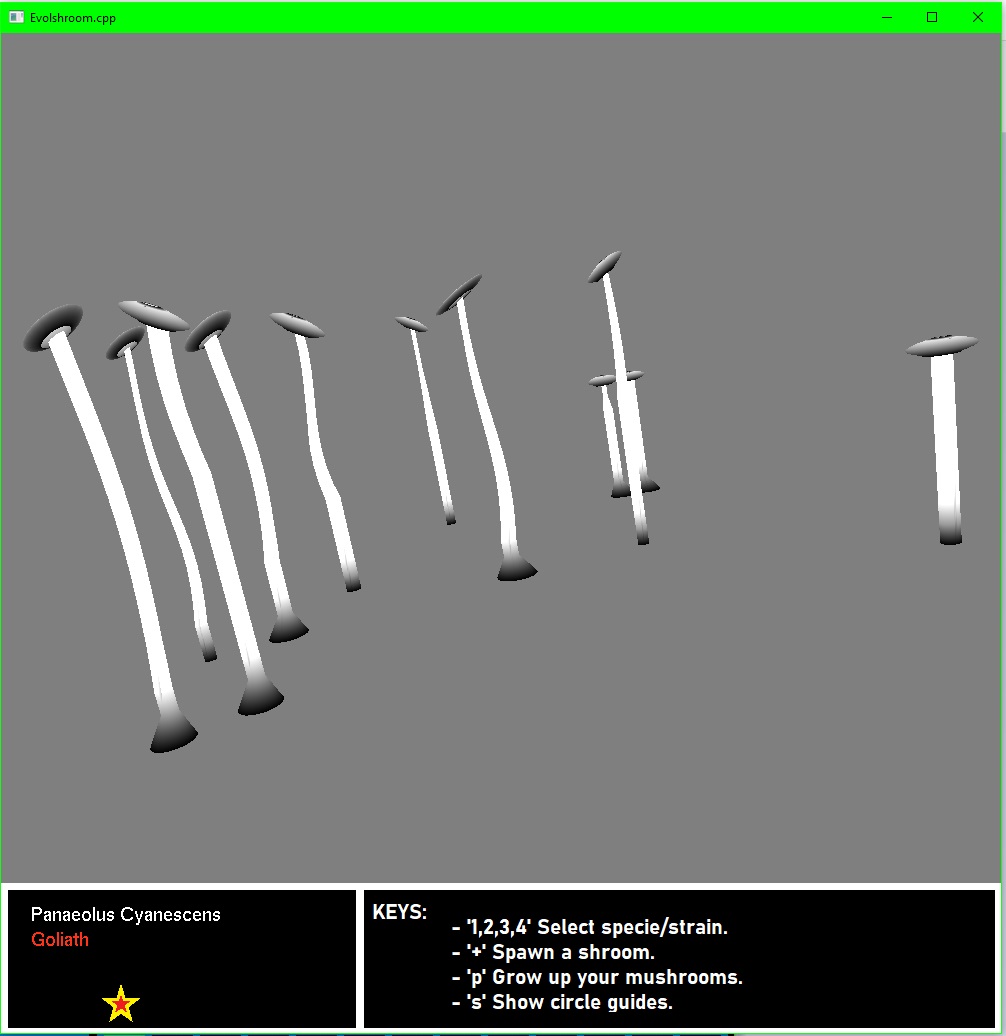 Evolshroom.cpp
Panaeolus Cyanescens
Goliath
KEYS:
- '1,2,3,4' Select specie/strain.
- '+' Spawn a shroom.
- 'p' Grow up your mushrooms.
- 's' Show circle guides.